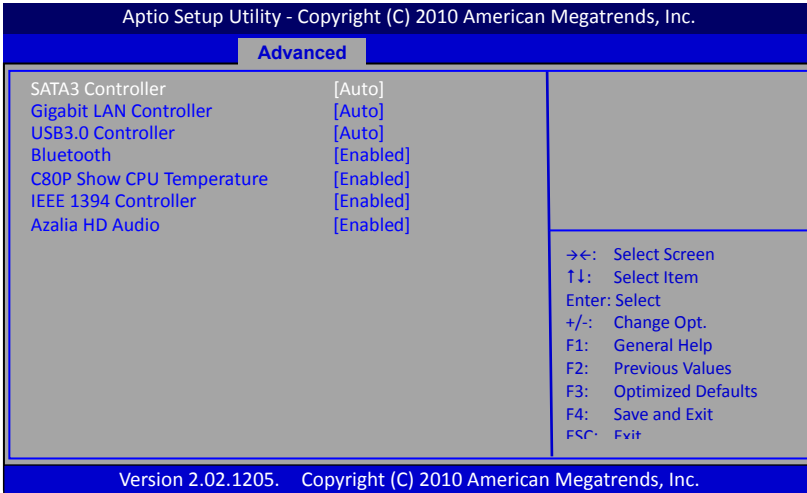 Aptio Setup Utility - Copyright (C) 2010 American Megatrends, Inc.
Advanced
SATA3 Controller [Auto]
Gigabit LAN Controller [Auto]
USB3.0 Controller [Auto]
Bluetooth [Enabled]
C80P Show CPU Temperature [Enabled]
IEEE 1394 Controller [Enabled]
Azalia HD Audio [Enabled]
→←: Select Screen
↑↓: Select Item
Enter: Select
+/-: Change Opt.
F1: General Help
F2: Previous Values
F3: Optimized Defaults
F4: Save and Exit
ESC: Exit
Version 2.02.1205. Copyright (C) 2010 American Megatrends, Inc.